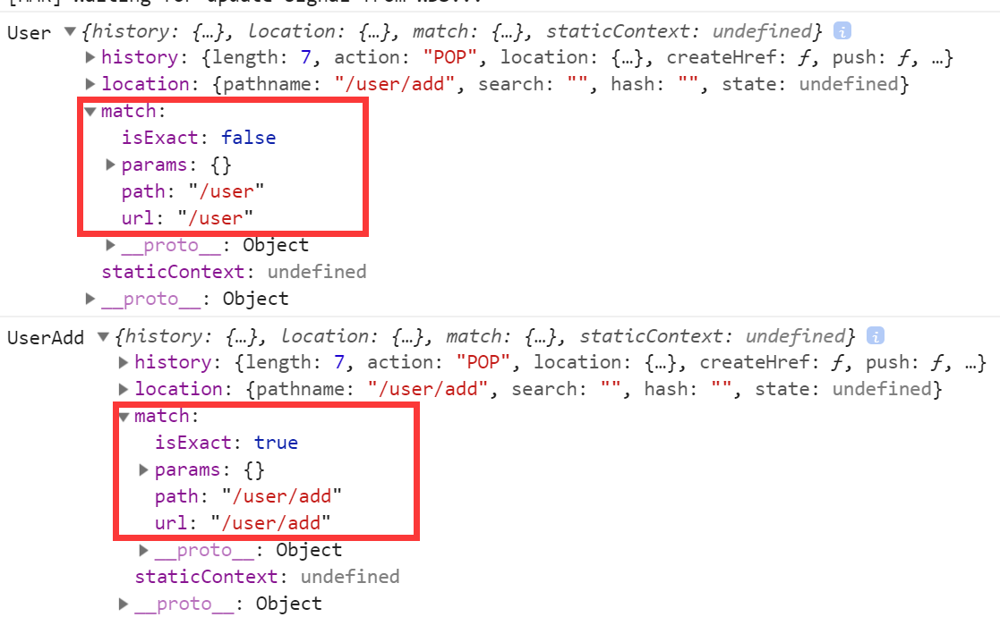 [HMR] Waiting for update signal from WDS...
User ▼{history: {…}, location: {…}, match: {…}, staticContext: undefined} i
▶history: {length: 7, action: "POP", location: {…}, createHref: ƒ, push: ƒ, …}
▶location: {pathname: "/user/add", search: "", hash: "", state: undefined}
▼match:
isExact: false
▶params: {}
path: "/user"
url: "/user"
▶__proto__: Object
staticContext: undefined
▶__proto__: Object
UserAdd ▼{history: {…}, location: {…}, match: {…}, staticContext: undefined} i
▶history: {length: 7, action: "POP", location: {…}, createHref: ƒ, push: ƒ, …}
▶location: {pathname: "/user/add", search: "", hash: "", state: undefined}
▼match:
isExact: true
▶params: {}
path: "/user/add"
url: "/user/add"
▶__proto__: Object
staticContext: undefined
▶__proto__: Object